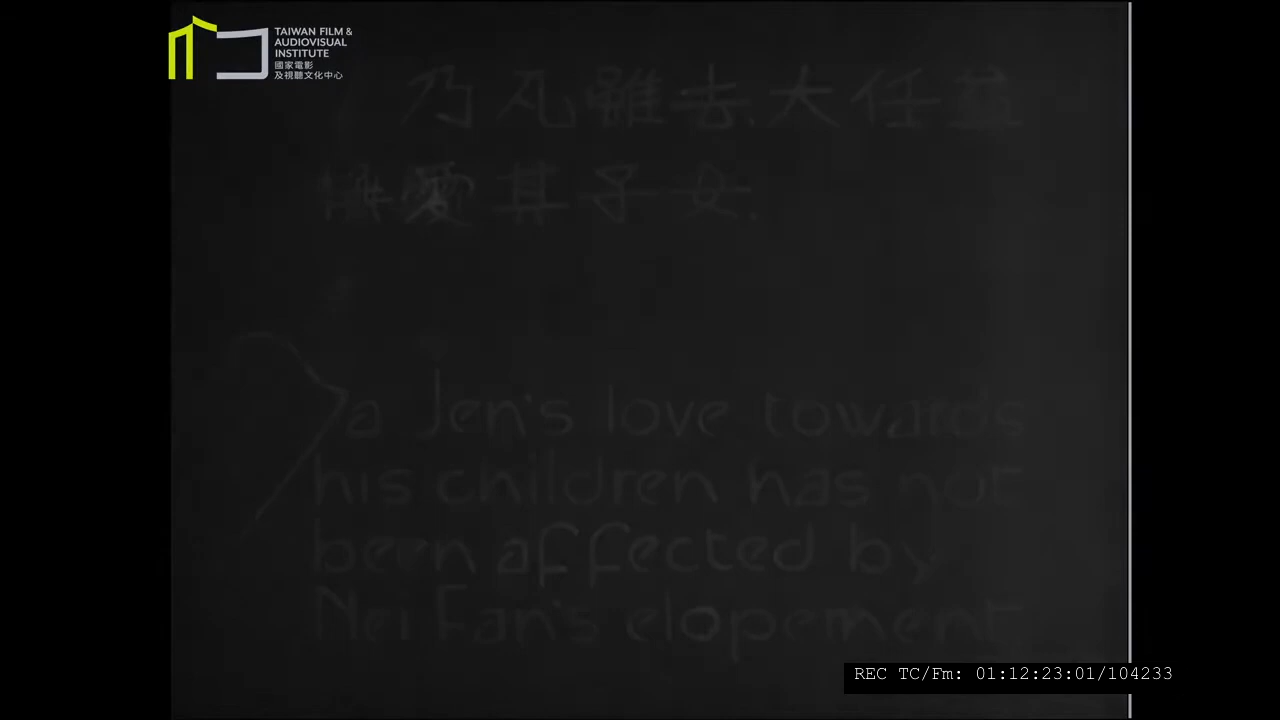 TAIWAN FILM &
AUDIOVISUAL
INSTITUTE
國家電影
及視聽文化中心
乃凡雖去大任益
憐愛其子女.
Da Jen's love towards
his children has not
been affected by
Nei Fan's elopement.
REC TC/Fm: 01:12:23:01/104233